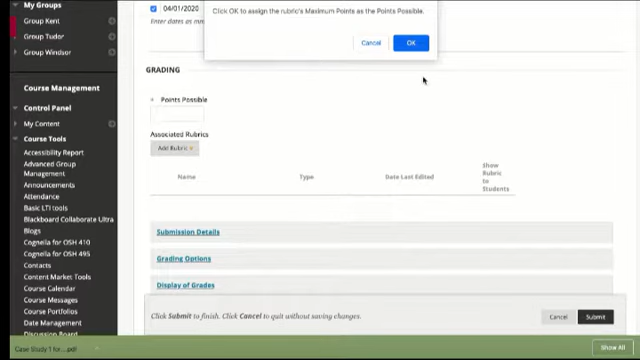 My Groups
Group Kent
Group Tudor
Group Windsor
Course Management
Control Panel
My Content
Course Tools
Accessibility Report
Advanced Group
Management
Announcements
Attendance
Basic LTI tools
Blackboard Collaborate Ultra
Blogs
Cognella for OSH 410
Cognella for OSH 495
Contacts
Content Market Tools
Course Calendar
Course Messages
Course Portfolios
Date Management
Discussion Board
04/01/2020
Click OK to assign the rubric's Maximum Points as the Points Possible.
Cancel
OK
GRADING
* Points Possible
Associated Rubrics
Add Rubric
Name
Type
Date Last Edited
Show
Rubric
to
Students
Submission Details
Grading Options
Display of Grades
Click Submit to finish. Click Cancel to quit without saving changes.
Cancel
Submit
Case Study 1 for....pdf
Show All